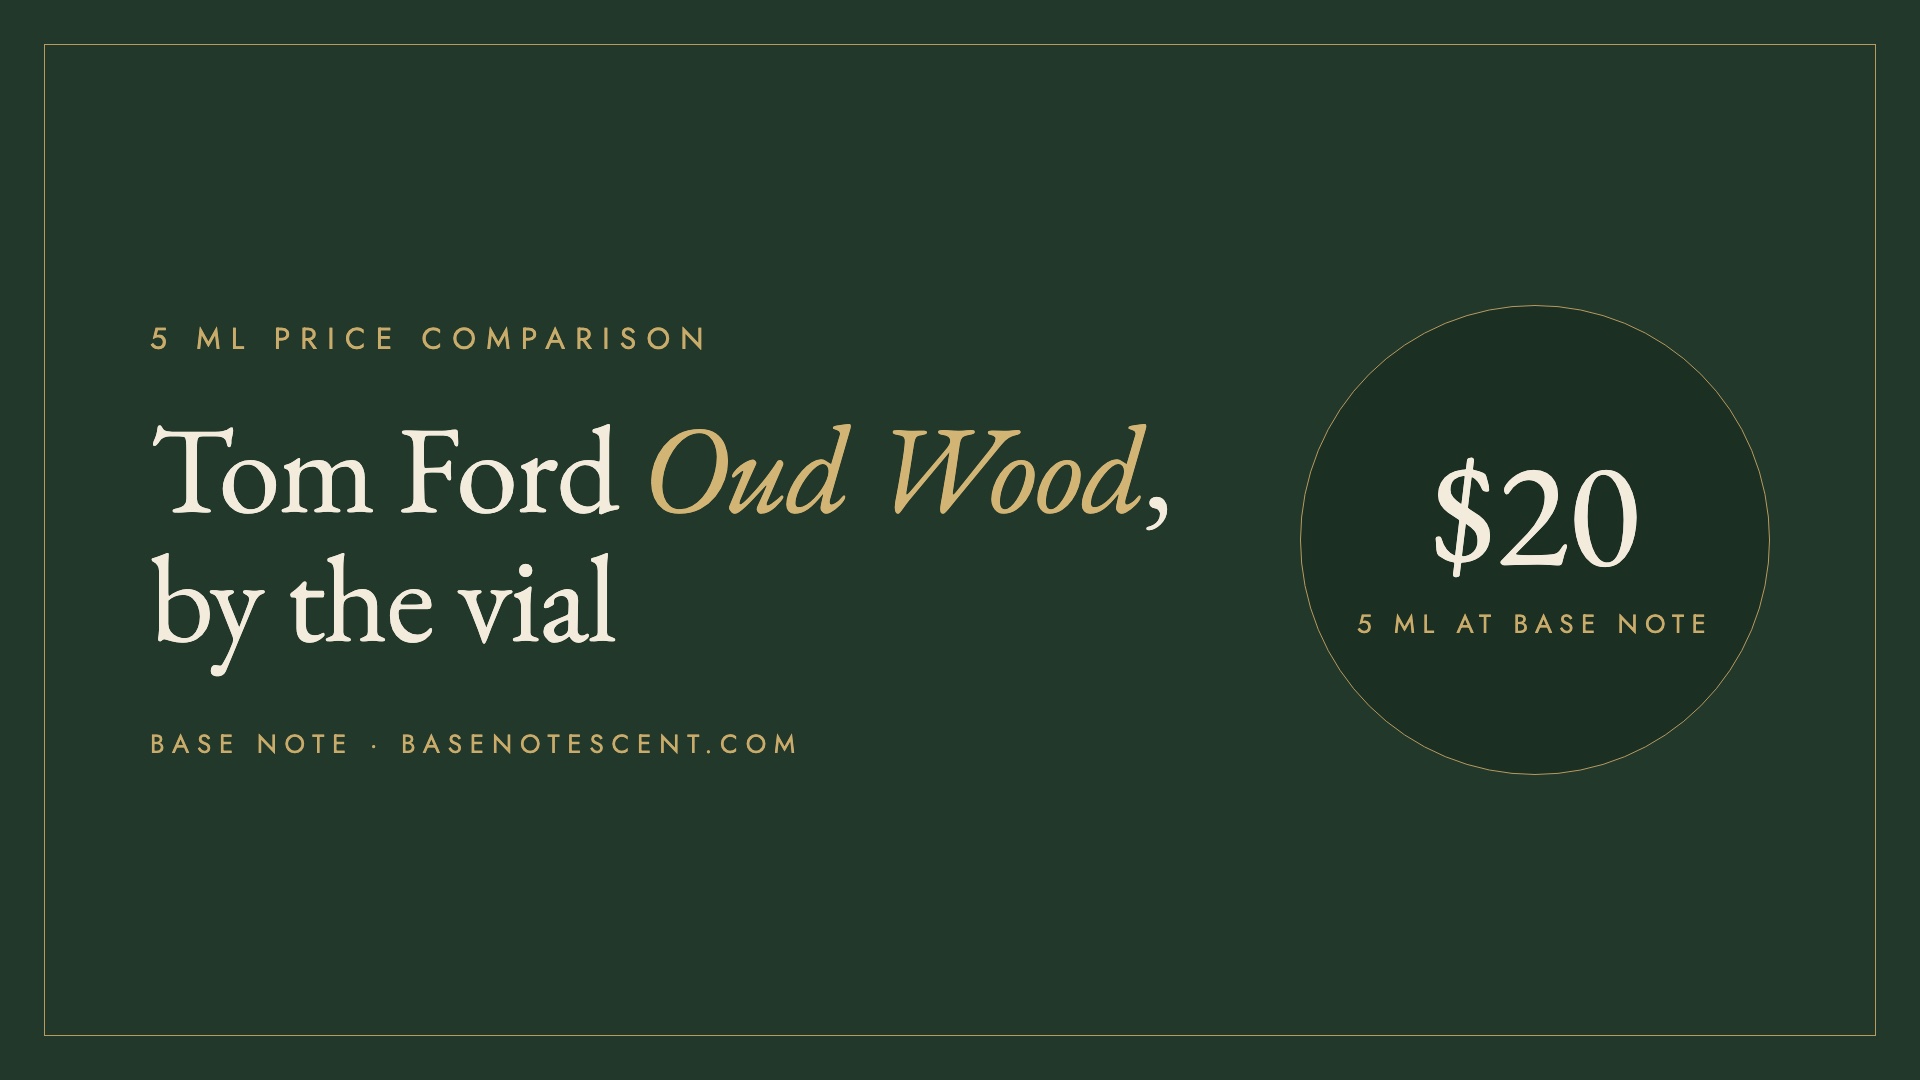 5 ML PRICE COMPARISON
Tom Ford Oud Wood,
by the vial
BASE NOTE · BASENOTESCENT.COM
$20
5 ML AT BASE NOTE